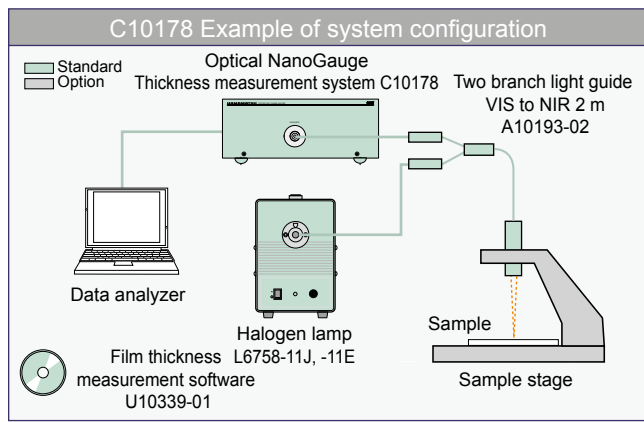 C10178 Example of system configuration
Standard
Option
Optical NanoGauge
Thickness measurement system C10178
Two branch light guide
VIS to NIR 2 m
A10193-02
HAMAMATSU
Data analyzer
Halogen lamp
L6758-11J, -11E
Sample
Sample stage
Film thickness
measurement software
U10339-01